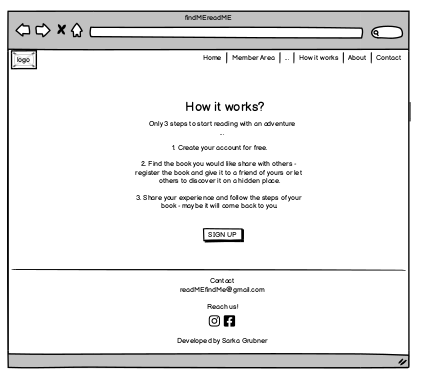 findMEreadME
logo
Home | Member Area | ... | How it works | About | Contact
How it works?
Only 3 steps to start reading with an adventure
...
1. Create your account for free.
2. Find the book you would like share with others -
register the book and give it to a friend of yours or let
others to discover it on a hidden place.
3. Share your experience and follow the steps of your
book - maybe it will come back to you
SIGN UP
Contact
readMEfindMe@gmail.com
Reach us!
Developed by Sarka Grubner